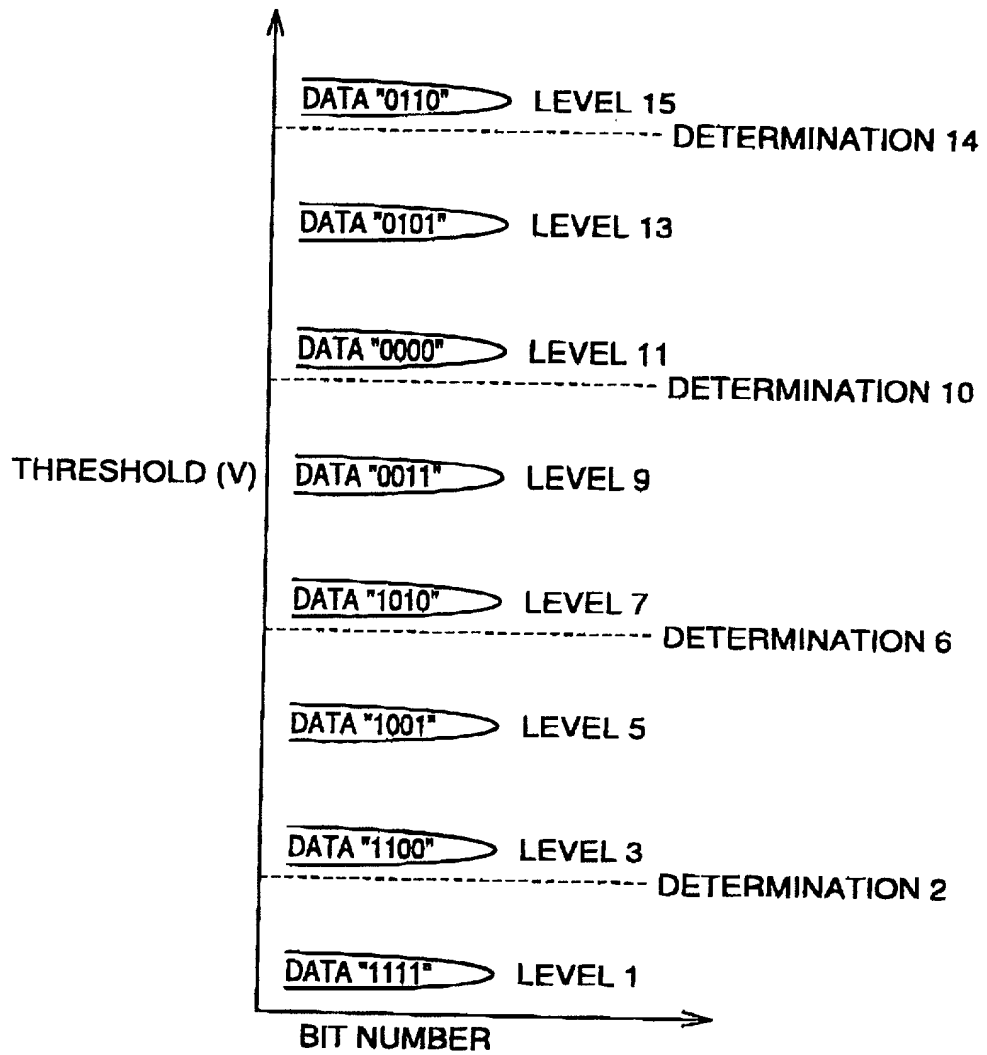 DATA "0110" LEVEL 15
DETERMINATION 14
DATA "0101" LEVEL 13
DATA "0000" LEVEL 11
DETERMINATION 10
THRESHOLD (V)
DATA "0011" LEVEL 9
DATA "1010" LEVEL 7
DETERMINATION 6
DATA "1001" LEVEL 5
DATA "1100" LEVEL 3
DETERMINATION 2
DATA "1111" LEVEL 1
BIT NUMBER